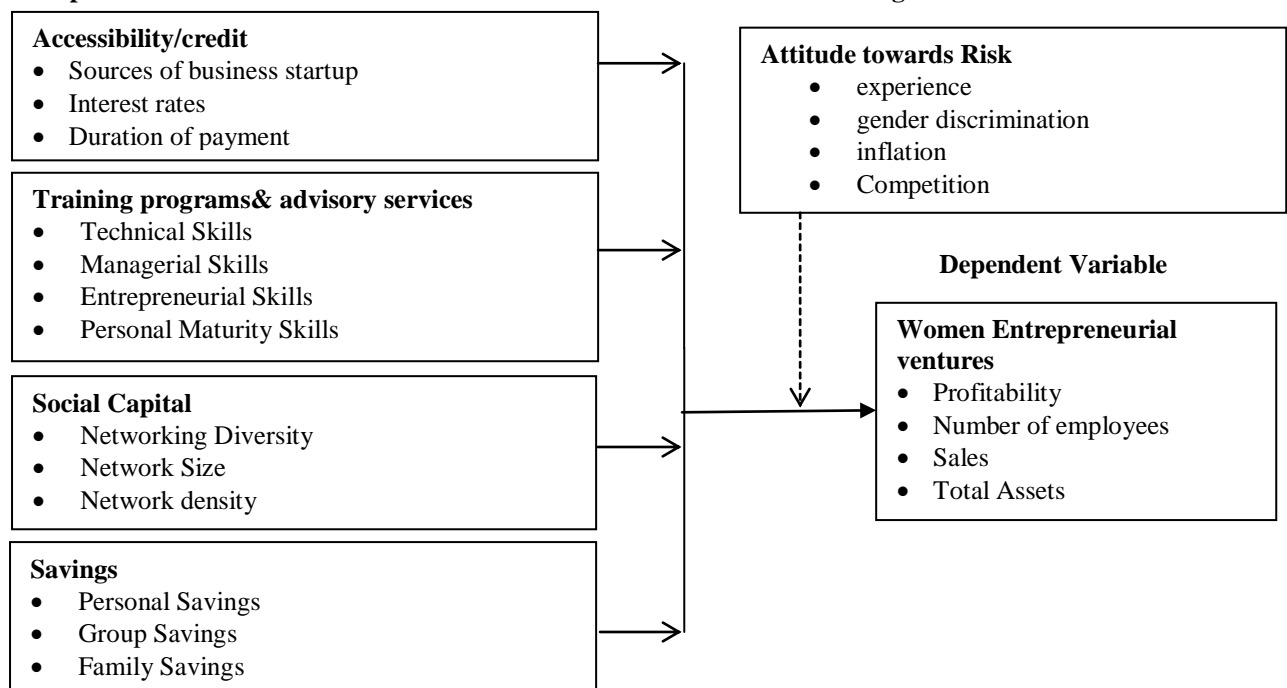 Accessibility/credit
• Sources of business startup
• Interest rates
• Duration of payment
Training programs& advisory services
• Technical Skills
• Managerial Skills
• Entrepreneurial Skills
• Personal Maturity Skills
Social Capital
• Networking Diversity
• Network Size
• Network density
Savings
• Personal Savings
• Group Savings
• Family Savings
Attitude towards Risk
• experience
• gender discrimination
• inflation
• Competition
Dependent Variable
Women Entrepreneurial
ventures
• Profitability
• Number of employees
• Sales
• Total Assets